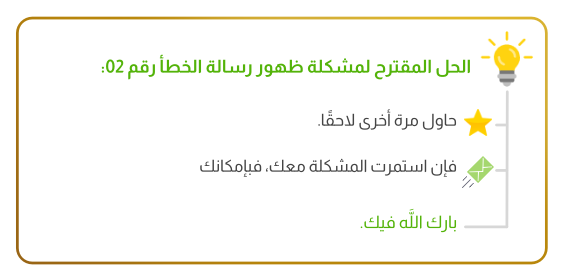 الحل المقترح لمشكلة ظهور رسالة الخطأ رقم 02:
حاول مرة أخرى لاحقًا.
فإن استمرت المشكلة معك، فبإمكانك
بارك اللَّه فيك.